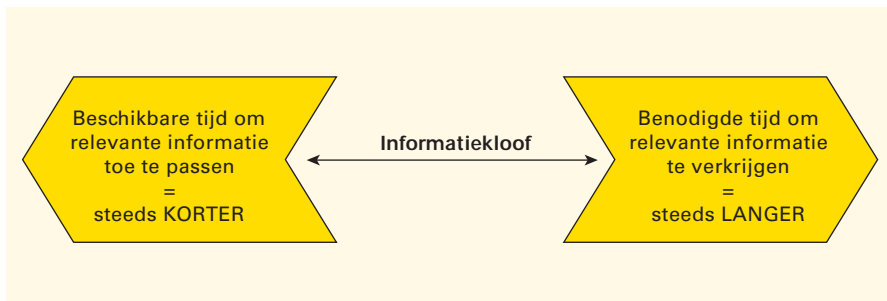 Beschikbare tijd om
relevante informatie
toe te passen
=
steeds KORTER
Informatiekloof
Benodigde tijd om
relevante informatie
te verkrijgen
=
steeds LANGER